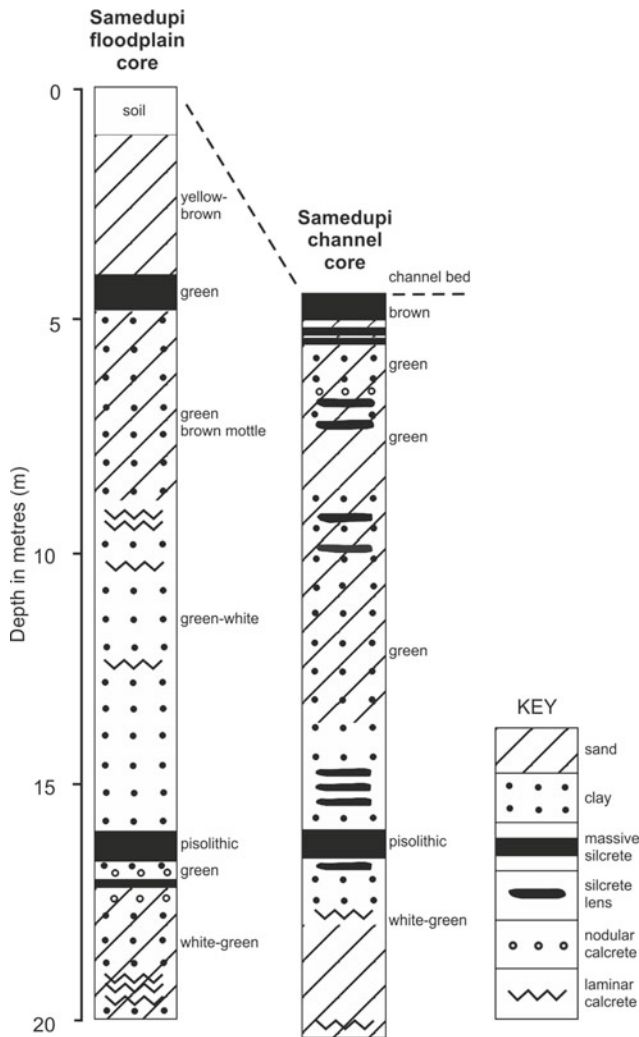 Samedupi
floodplain
core
0
soil
yellow-
brown
green
5
green
brown mottle
10
green-white
15
pisolithic
green
white-green
20
Depth in metres (m)
Samedupi
channel
core
channel bed
brown
green
green
green
pisolithic
white-green
KEY
sand
clay
massive
silcrete
silcrete
lens
nodular
calcrete
laminar
calcrete